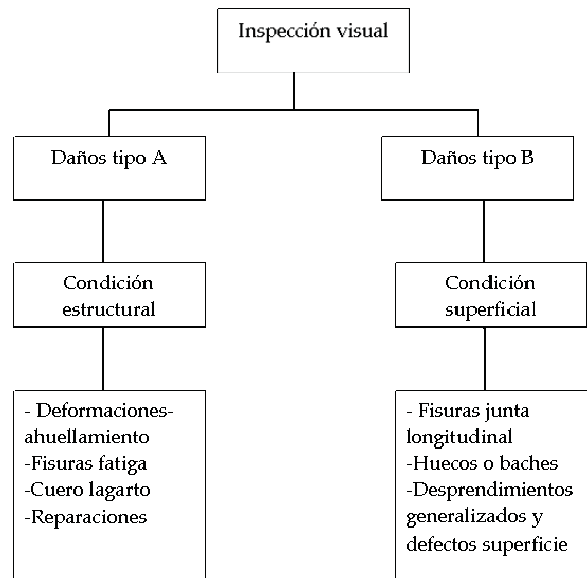 Inspección visual
Daños tipo A
Daños tipo B
Condición
estructural
Condición
superficial
- Deformaciones-
ahuellamiento
-Fisuras fatiga
-Cuero lagarto
-Reparaciones
- Fisuras junta
longitudinal
-Huecos o baches
-Desprendimientos
generalizados y
defectos superficie